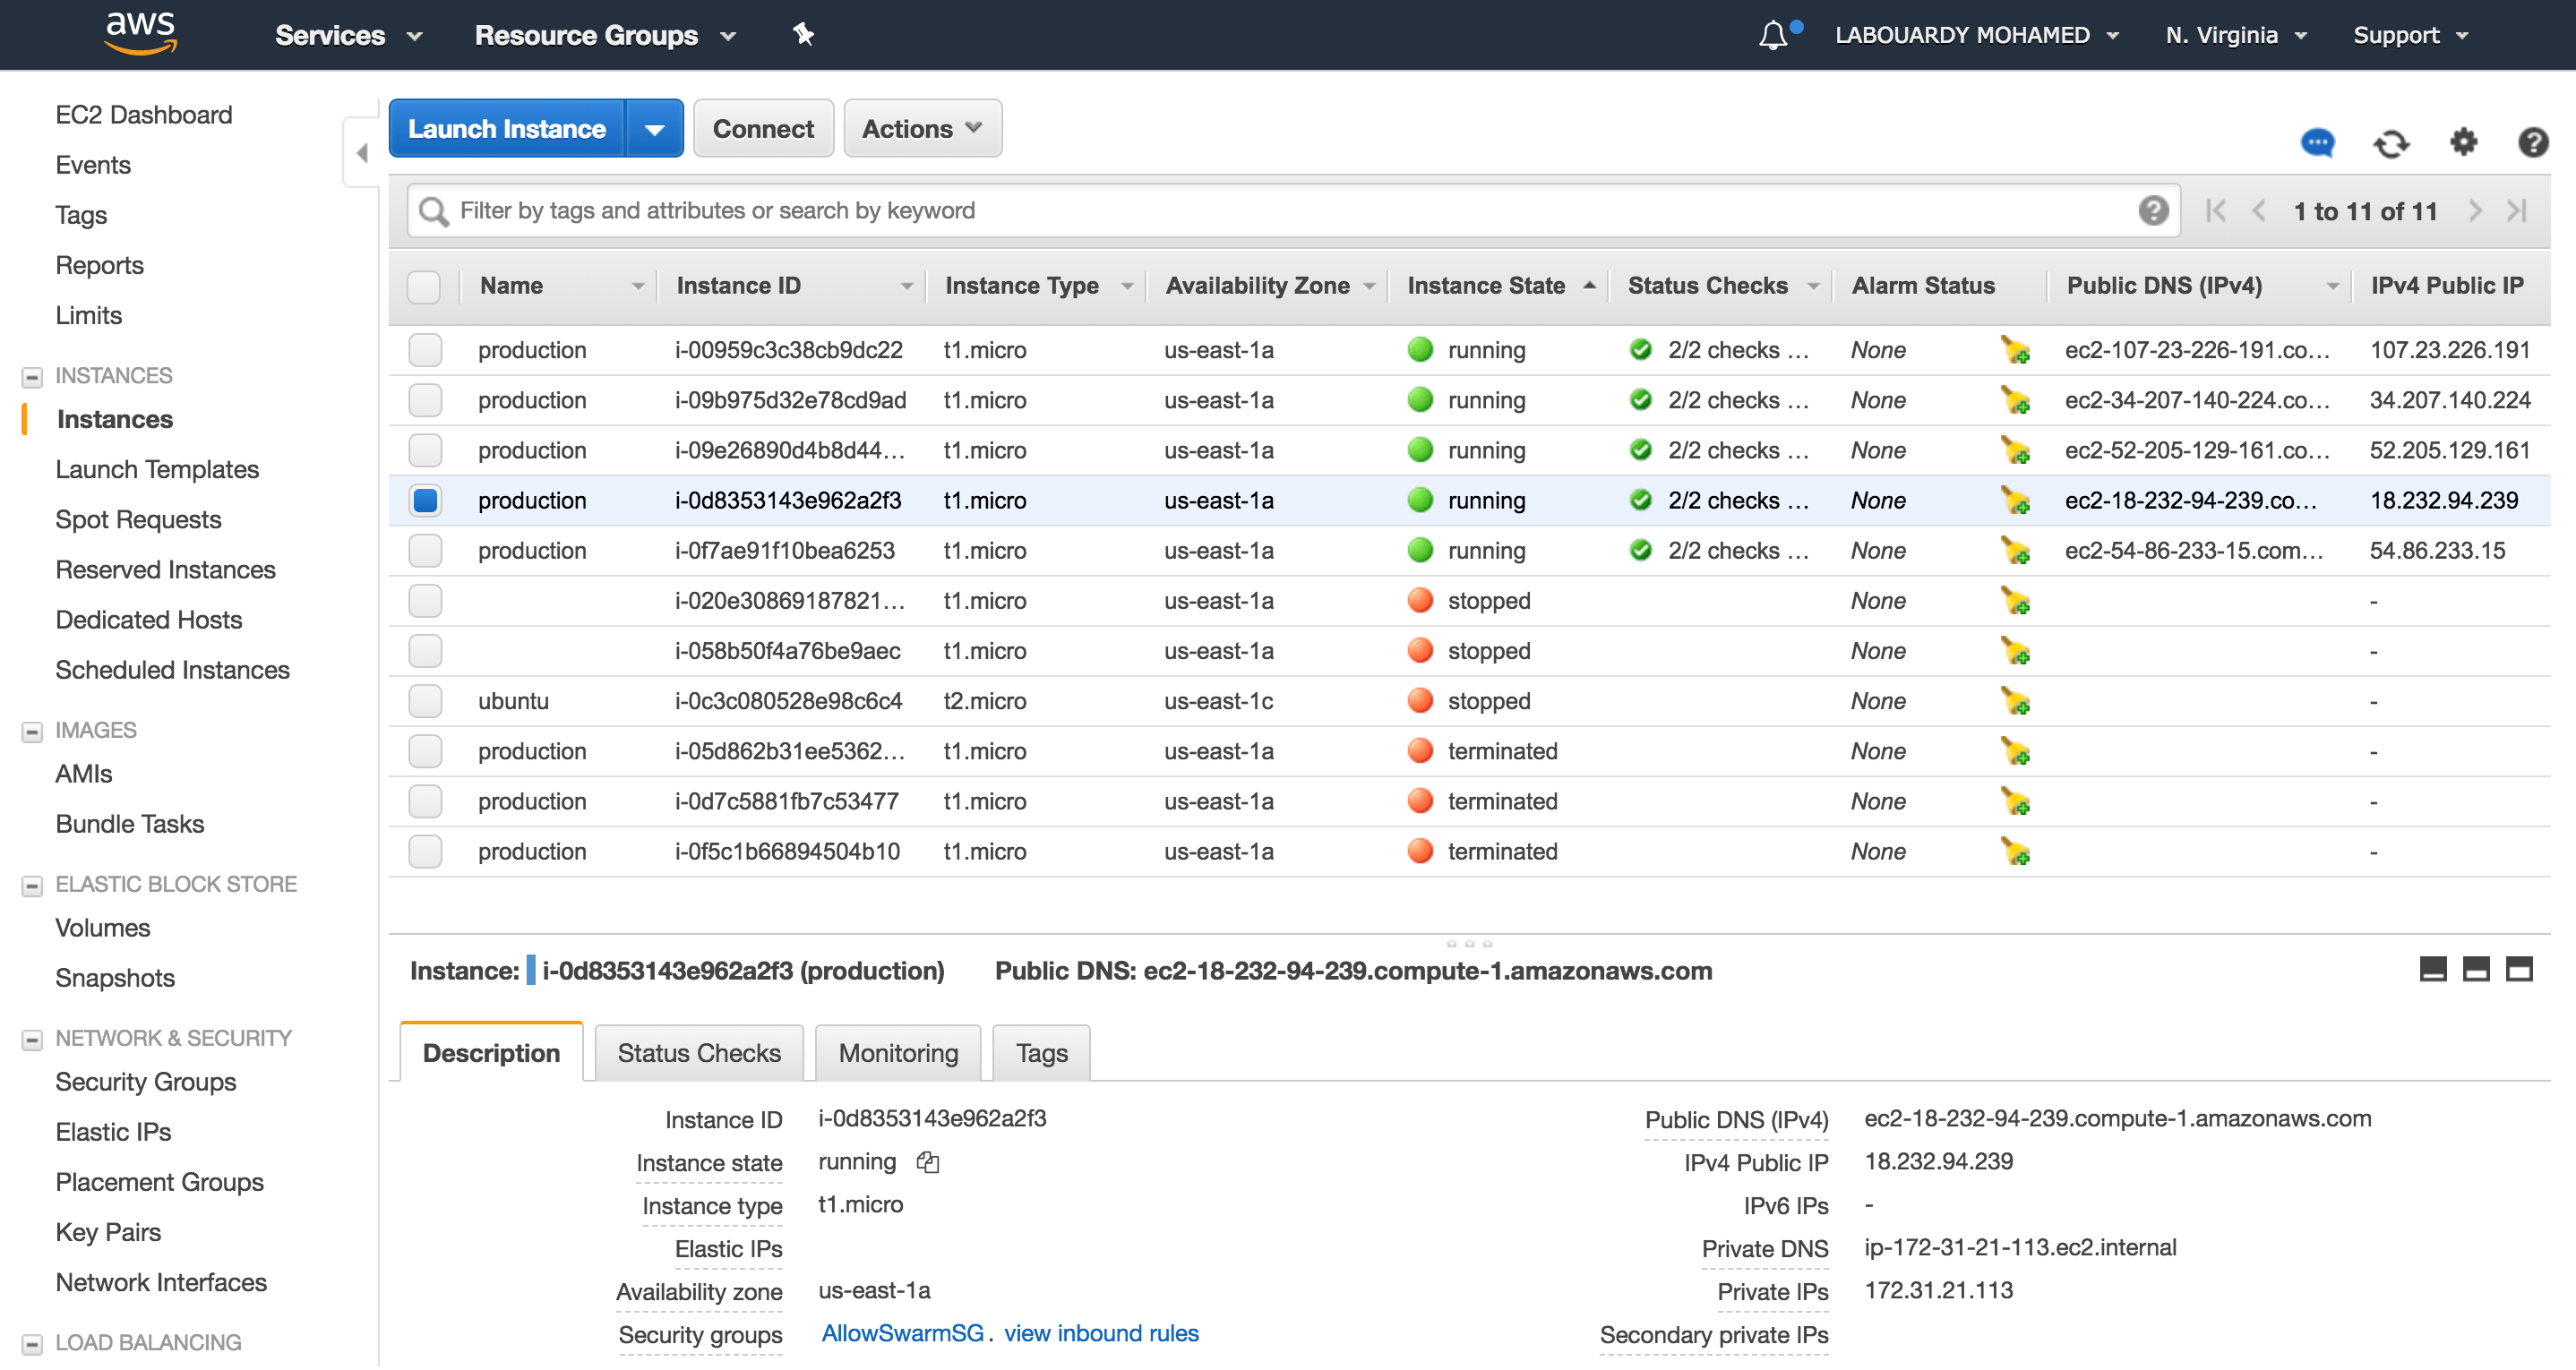 aws Services Resource Groups LABOUARDY MOHAMED N. Virginia Support
EC2 Dashboard
Events
Tags
Reports
Limits
INSTANCES
Instances
Launch Templates
Spot Requests
Reserved Instances
Dedicated Hosts
Scheduled Instances
IMAGES
AMIs
Bundle Tasks
ELASTIC BLOCK STORE
Volumes
Snapshots
NETWORK & SECURITY
Security Groups
Elastic IPs
Placement Groups
Key Pairs
Network Interfaces
LOAD BALANCING
Launch Instance Connect Actions
Filter by tags and attributes or search by keyword 1 to 11 of 11
Name Instance ID Instance Type Availability Zone Instance State Status Checks Alarm Status Public DNS (IPv4) IPv4 Public IP
production i-00959c3c38cb9dc22 t1.micro us-east-1a running 2/2 checks … None ec2-107-23-226-191.co… 107.23.226.191
production i-09b975d32e78cd9ad t1.micro us-east-1a running 2/2 checks … None ec2-34-207-140-224.co… 34.207.140.224
production i-09e26890d4b8d44… t1.micro us-east-1a running 2/2 checks … None ec2-52-205-129-161.co… 52.205.129.161
production i-0d8353143e962a2f3 t1.micro us-east-1a running 2/2 checks … None ec2-18-232-94-239.co… 18.232.94.239
production i-0f7ae91f10bea6253 t1.micro us-east-1a running 2/2 checks … None ec2-54-86-233-15.com… 54.86.233.15
i-020e30869187821… t1.micro us-east-1a stopped None -
i-058b50f4a76be9aec t1.micro us-east-1a stopped None -
ubuntu i-0c3c080528e98c6c4 t2.micro us-east-1c stopped None -
production i-05d862b31ee5362… t1.micro us-east-1a terminated None -
production i-0d7c5881fb7c53477 t1.micro us-east-1a terminated None -
production i-0f5c1b66894504b10 t1.micro us-east-1a terminated None -
Instance: i-0d8353143e962a2f3 (production) Public DNS: ec2-18-232-94-239.compute-1.amazonaws.com
Description Status Checks Monitoring Tags
Instance ID i-0d8353143e962a2f3
Instance state running
Instance type t1.micro
Elastic IPs
Availability zone us-east-1a
Security groups AllowSwarmSG. view inbound rules
Public DNS (IPv4) ec2-18-232-94-239.compute-1.amazonaws.com
IPv4 Public IP 18.232.94.239
IPv6 IPs -
Private DNS ip-172-31-21-113.ec2.internal
Private IPs 172.31.21.113
Secondary private IPs